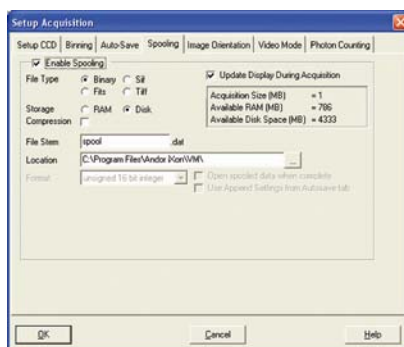 Setup Acquisition
Setup CCD Binning Auto-Save Spooling Image Orientation Video Mode Photon Counting
Enable Spooling
File Type Binary Sif
Fits Tiff
Update Display During Acquisition
Storage RAM Disk
Compression
Acquisition Size (MB) = 1
Available RAM (MB) = 786
Available Disk Space (MB) = 4333
File Stem spool .dat
Location C:\Program Files\Andor iXon\VM\ ...
Format unsigned 16 bit integer
Open spooled data when complete
Use Append Settings from Autosave tab
OK Cancel Help